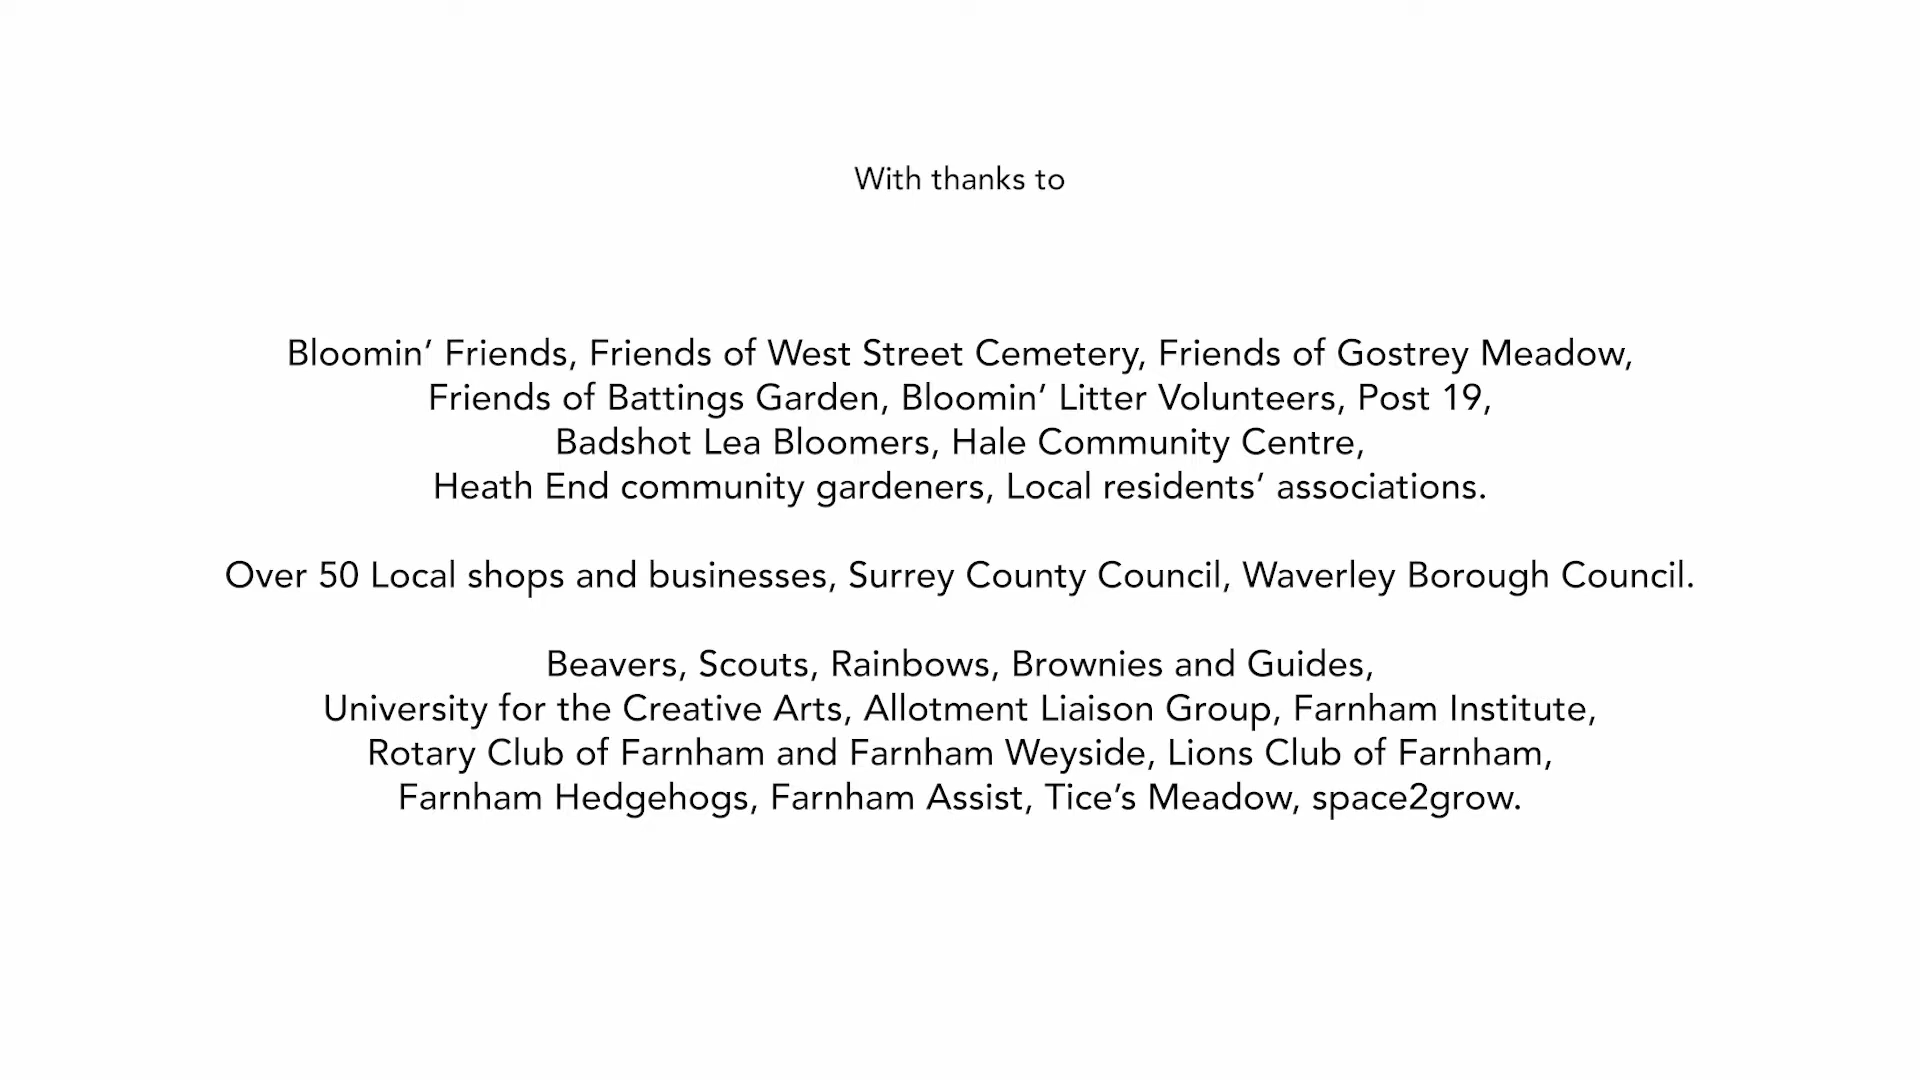 With thanks to
Bloomin’ Friends, Friends of West Street Cemetery, Friends of Gostrey Meadow,
Friends of Battings Garden, Bloomin’ Litter Volunteers, Post 19,
Badshot Lea Bloomers, Hale Community Centre,
Heath End community gardeners, Local residents’ associations.
Over 50 Local shops and businesses, Surrey County Council, Waverley Borough Council.
Beavers, Scouts, Rainbows, Brownies and Guides,
University for the Creative Arts, Allotment Liaison Group, Farnham Institute,
Rotary Club of Farnham and Farnham Weyside, Lions Club of Farnham,
Farnham Hedgehogs, Farnham Assist, Tice’s Meadow, space2grow.